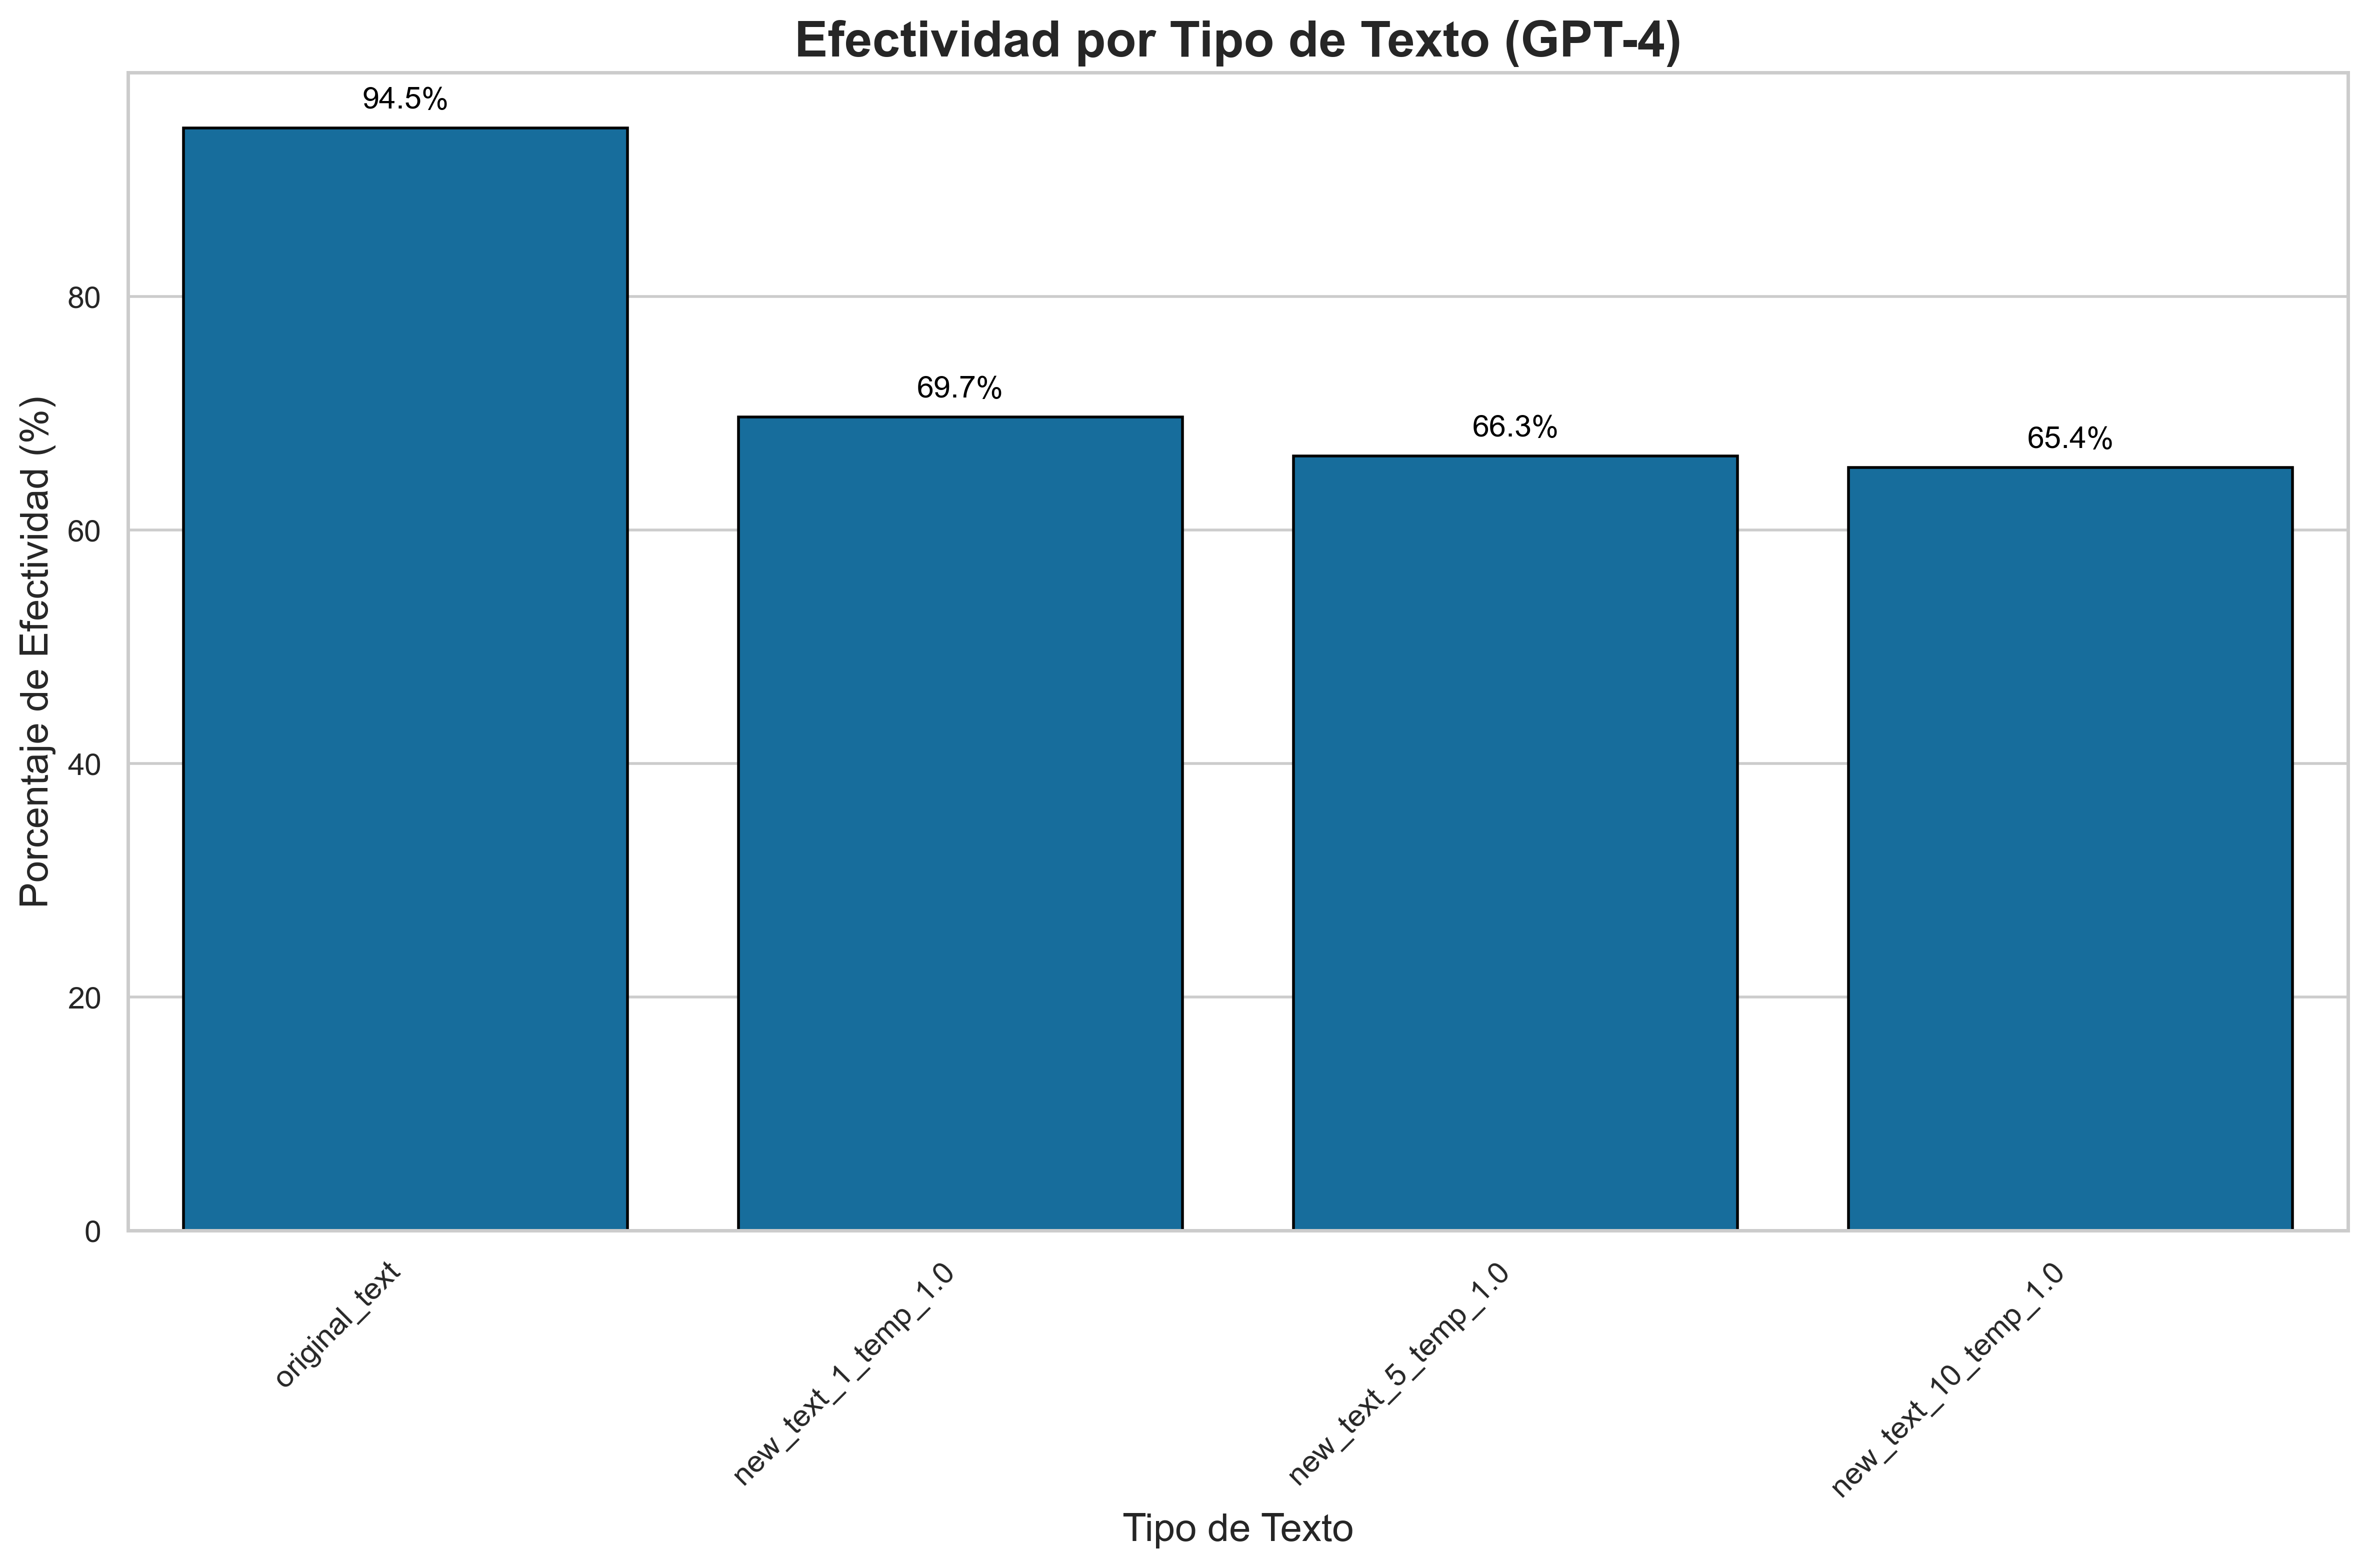 Efectividad por Tipo de Texto (GPT-4)
Porcentaje de Efectividad (%)
80
60
40
20
0
94.5%
69.7%
66.3%
65.4%
original_text
new_text_1_temp_1.0
new_text_5_temp_1.0
new_text_10_temp_1.0
Tipo de Texto